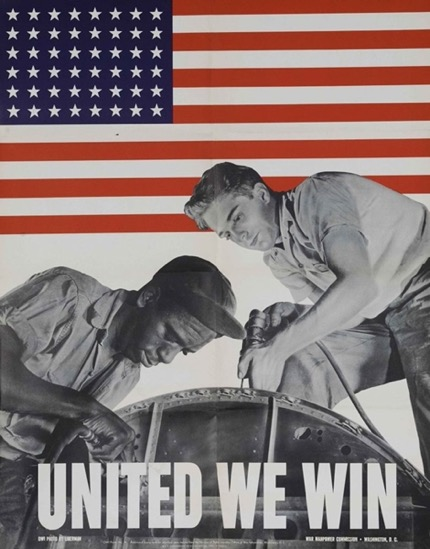 UNITED WE WIN
OWI PHOTO BY LIBERMAN
WAR MANPOWER COMMISSION • WASHINGTON, D. C.